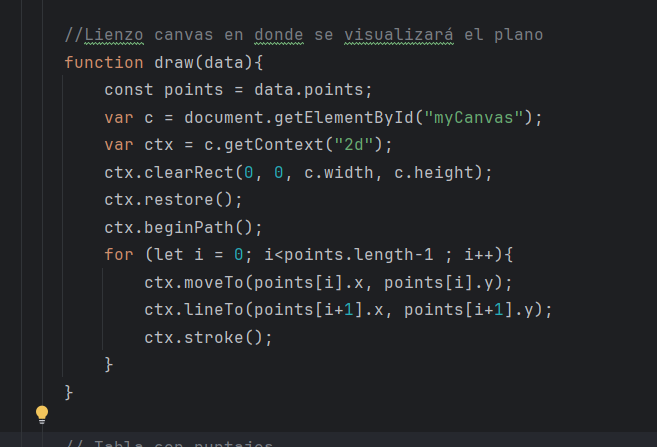 //Lienzo canvas en donde se visualizará el plano
function draw(data){
const points = data.points;
var c = document.getElementById("myCanvas");
var ctx = c.getContext("2d");
ctx.clearRect(0, 0, c.width, c.height);
ctx.restore();
ctx.beginPath();
for (let i = 0; i<points.length-1 ; i++){
ctx.moveTo(points[i].x, points[i].y);
ctx.lineTo(points[i+1].x, points[i+1].y);
ctx.stroke();
}
}
// Tabla con puntajes